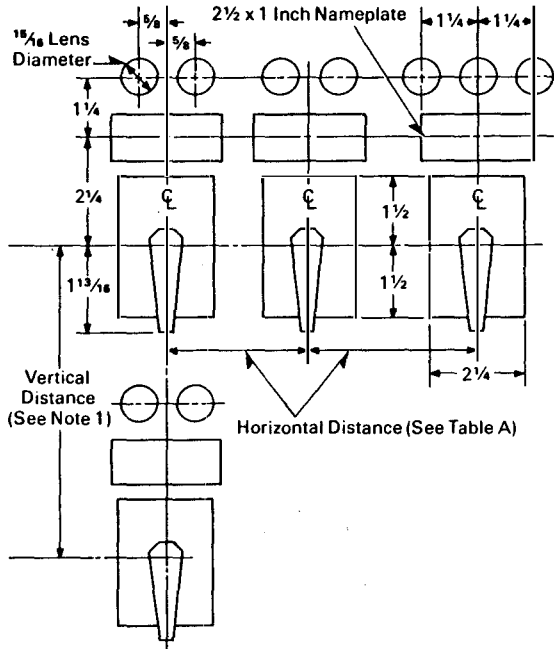 5/8
2½ x 1 Inch Nameplate
1¼
1¼
15/16 Lens
Diameter
5/8
1¼
2¼
℄
℄
℄
1½
1 13/16
1½
2¼
Vertical
Distance
(See Note 1)
Horizontal Distance (See Table A)